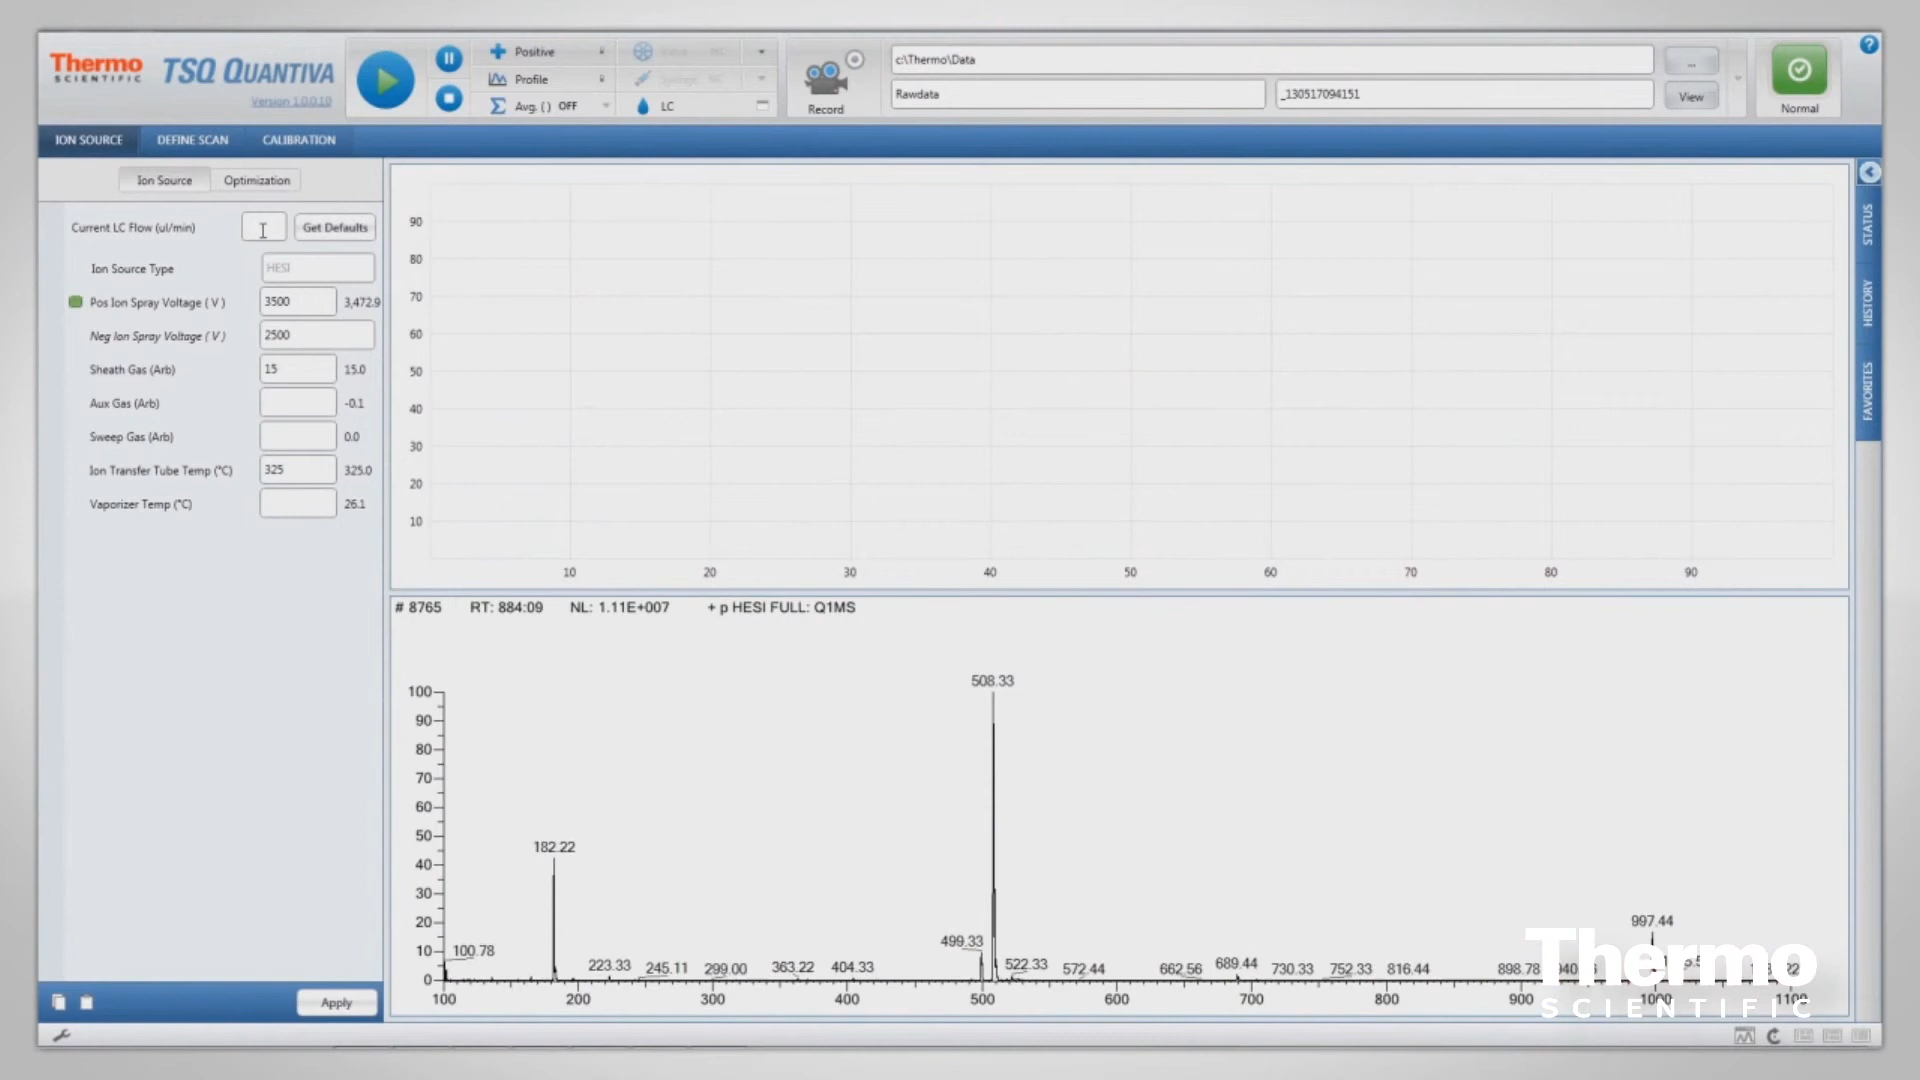 Thermo
SCIENTIFIC
TSQ QUANTIVA
Version 1.0.0.10
Positive
Profile
Avg. ( ) OFF
LC
Record
c:\Thermo\Data
...
Rawdata
_130517094151
View
Normal
?
ION SOURCE
DEFINE SCAN
CALIBRATION
Ion Source
Optimization
Current LC Flow (ul/min)
Get Defaults
Ion Source Type
HESI
Pos Ion Spray Voltage ( V )
3500
3,472.9
Neg Ion Spray Voltage ( V )
2500
Sheath Gas (Arb)
15
15.0
Aux Gas (Arb)
-0.1
Sweep Gas (Arb)
0.0
Ion Transfer Tube Temp (°C)
325
325.0
Vaporizer Temp (°C)
26.1
Apply
90
80
70
60
50
40
30
20
10
10 20 30 40 50 60 70 80 90
STATUS
HISTORY
FAVORITES
# 8765 RT: 884:09 NL: 1.11E+007 + p HESI FULL: Q1MS
508.33
182.22
997.44
499.33
100.78
223.33 245.11 299.00 363.22 404.33 522.33 572.44 662.56 689.44 730.33 752.33 816.44 898.78
100
90
80
70
60
50
40
30
20
10
0
100 200 300 400 500 600 700 800 900 1000 1100
Thermo
SCIENTIFIC